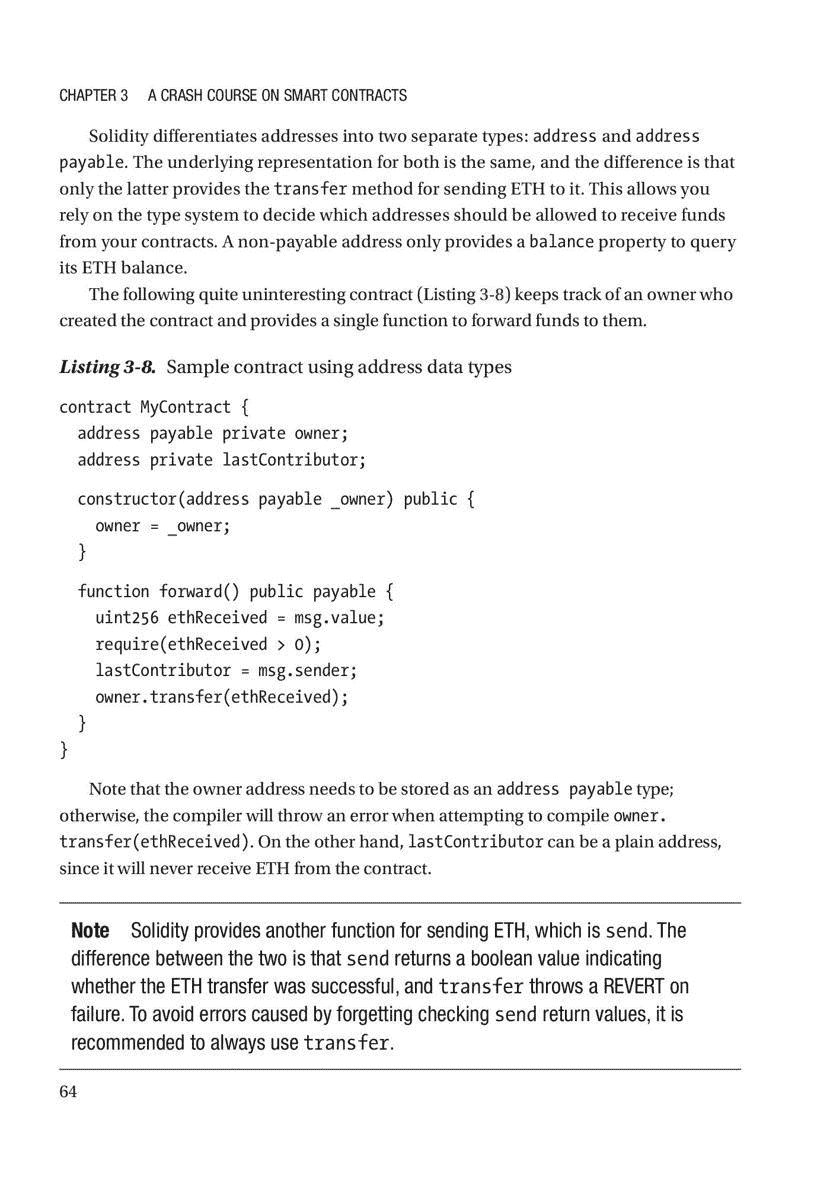 CHAPTER 3 A CRASH COURSE ON SMART CONTRACTS
Solidity differentiates addresses into two separate types: address and address
payable. The underlying representation for both is the same, and the difference is that
only the latter provides the transfer method for sending ETH to it. This allows you
rely on the type system to decide which addresses should be allowed to receive funds
from your contracts. A non-payable address only provides a balance property to query
its ETH balance.
The following quite uninteresting contract (Listing 3-8) keeps track of an owner who
created the contract and provides a single function to forward funds to them.
Listing 3-8. Sample contract using address data types
contract MyContract {
  address payable private owner;
  address private lastContributor;
  constructor(address payable _owner) public {
    owner = _owner;
  }
  function forward() public payable {
    uint256 ethReceived = msg.value;
    require(ethReceived > 0);
    lastContributor = msg.sender;
    owner.transfer(ethReceived);
  }
}
Note that the owner address needs to be stored as an address payable type;
otherwise, the compiler will throw an error when attempting to compile owner.
transfer(ethReceived). On the other hand, lastContributor can be a plain address,
since it will never receive ETH from the contract.
Note Solidity provides another function for sending ETH, which is send. The
difference between the two is that send returns a boolean value indicating
whether the ETH transfer was successful, and transfer throws a REVERT on
failure. To avoid errors caused by forgetting checking send return values, it is
recommended to always use transfer.
64